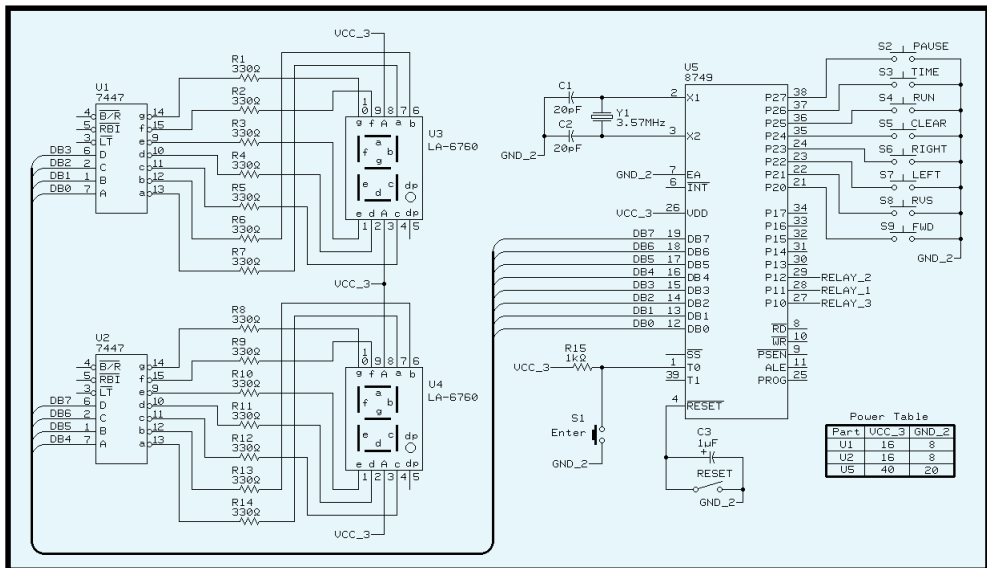 VCC_3
U1
7447
4 B/R g 14
5 RBI f 15
3 LT e 9
DB3 6 D d 10
DB2 2 C c 11
DB1 1 B b 12
DB0 7 A a 13
R1
330Ω
R2
330Ω
R3
330Ω
R4
330Ω
R5
330Ω
R6
330Ω
R7
330Ω
1
0 9 8 7 6
g f A a b
a
f b
g
e c
d
dp
e d A c dp
1 2 3 4 5
U3
LA-6760
VCC_3
U2
7447
4 B/R g 14
5 RBI f 15
3 LT e 9
DB7 6 D d 10
DB6 2 C c 11
DB5 1 B b 12
DB4 7 A a 13
R8
330Ω
R9
330Ω
R10
330Ω
R11
330Ω
R12
330Ω
R13
330Ω
R14
330Ω
1
0 9 8 7 6
g f A a b
a
f b
g
e c
d
dp
e d A c dp
1 2 3 4 5
U4
LA-6760
VCC_3
C1
20pF
C2
20pF
Y1
3.57MHz
GND_2
U5
8749
2 X1
3 X2
GND_2 7 EA
6 INT
VCC_3 26 VDD
DB7 19 DB7
DB6 18 DB6
DB5 17 DB5
DB4 16 DB4
DB3 15 DB3
DB2 14 DB2
DB1 13 DB1
DB0 12 DB0
SS
1 T0
39 T1
4 RESET
P27 38
P26 37
P25 36
P24 35
P23 24
P22 23
P21 22
P20 21
P17 34
P16 33
P15 32
P14 31
P13 30
P12 29 RELAY_2
P11 28 RELAY_1
P10 27 RELAY_3
RD 8
WR 10
PSEN 9
ALE 11
PROG 25
S2 PAUSE
S3 TIME
S4 RUN
S5 CLEAR
S6 RIGHT
S7 LEFT
S8 RVS
S9 FWD
GND_2
R15
1kΩ
VCC_3
S1
Enter
GND_2
C3
1µF
+
RESET
GND_2
Power Table
Part VCC_3 GND_2
U1 16 8
U2 16 8
U5 40 20